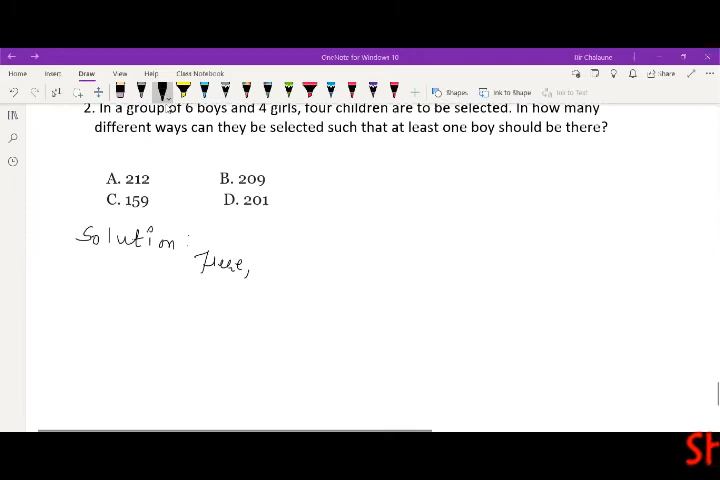 OneNote for Windows 10
Bir Chalaune
Home Insert Draw View Help Class Notebook
Share
Shapes Ink to Shape Ink to Text
2. In a group of 6 boys and 4 girls, four children are to be selected. In how many
different ways can they be selected such that at least one boy should be there?
A. 212 B. 209
C. 159 D. 201
Solution :
Here,
Sh